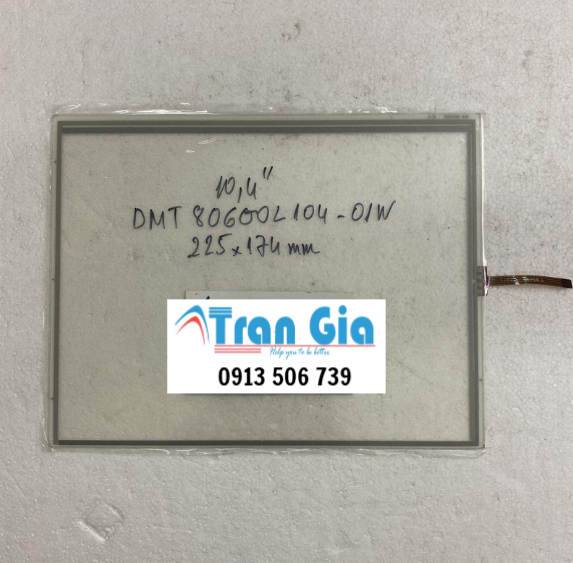 10,4"
DMT 80600L104-01W
225x174 mm
Tran Gia
Help you to be better
0913 506 739